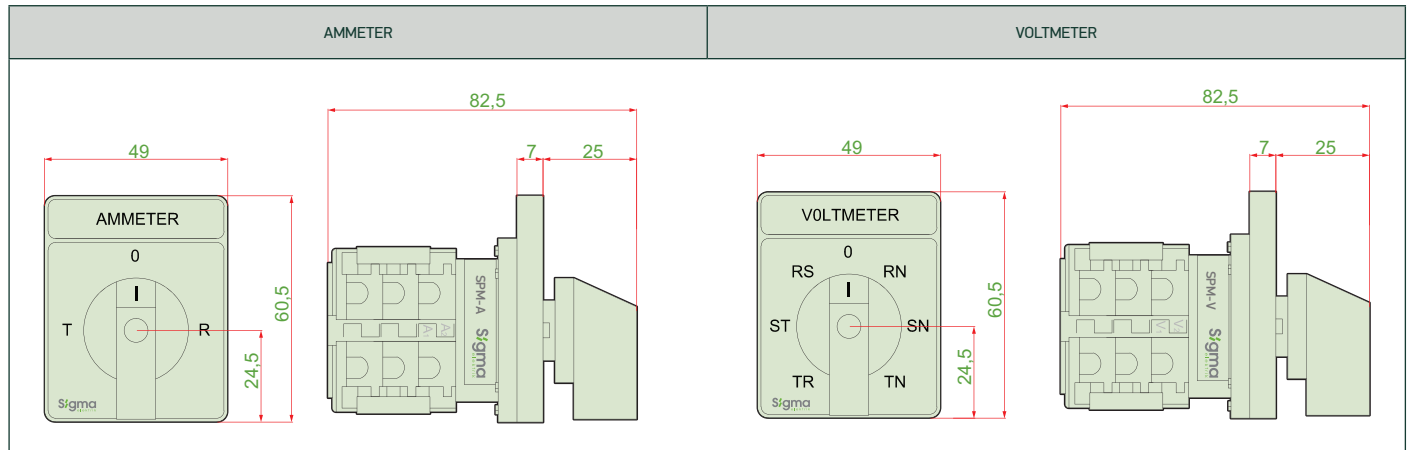 AMMETER
VOLTMETER
49
82,5
7
25
AMMETER
0
I
T
R
60,5
24,5
Sigma
SPM-A
Sigma
49
82,5
7
25
V0LTMETER
0
RS
RN
I
ST
SN
TR
TN
60,5
24,5
Sigma
SPM-V
Sigma